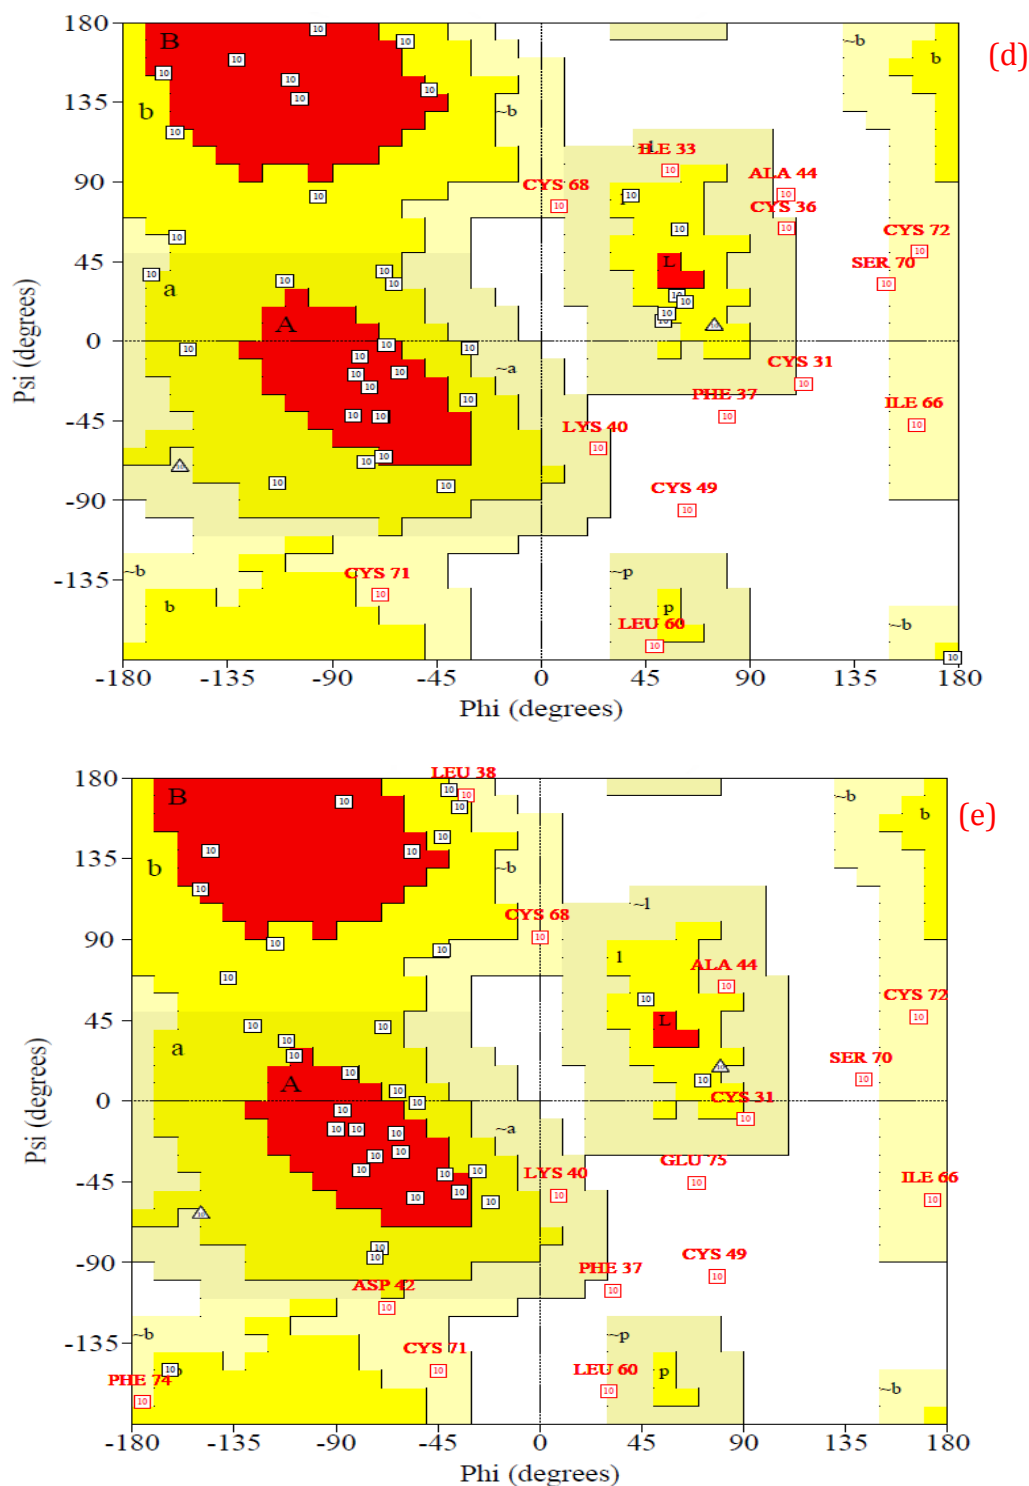 (d)
180
135
90
45
0
-45
-90
-135
Psi (degrees)
B
b
a
A
~a
~b
~b
b
~l
l
L
ILE 33
CYS 68
ALA 44
CYS 36
CYS 72
SER 70
CYS 31
PHE 37
LYS 40
ILE 66
CYS 49
CYS 71
LEU 60
~b
b
~p
p
~b
-180 -135 -90 -45 0 45 90 135 180
Phi (degrees)
(e)
180
135
90
45
0
-45
-90
-135
Psi (degrees)
LEU 38
B
b
a
A
~a
~b
~b
b
~l
l
L
CYS 68
ALA 44
CYS 72
SER 70
CYS 31
GLU 75
LYS 40
ILE 66
CYS 49
PHE 37
ASP 42
CYS 71
PHE 74
LEU 60
~b
~p
p
~b
-180 -135 -90 -45 0 45 90 135 180
Phi (degrees)